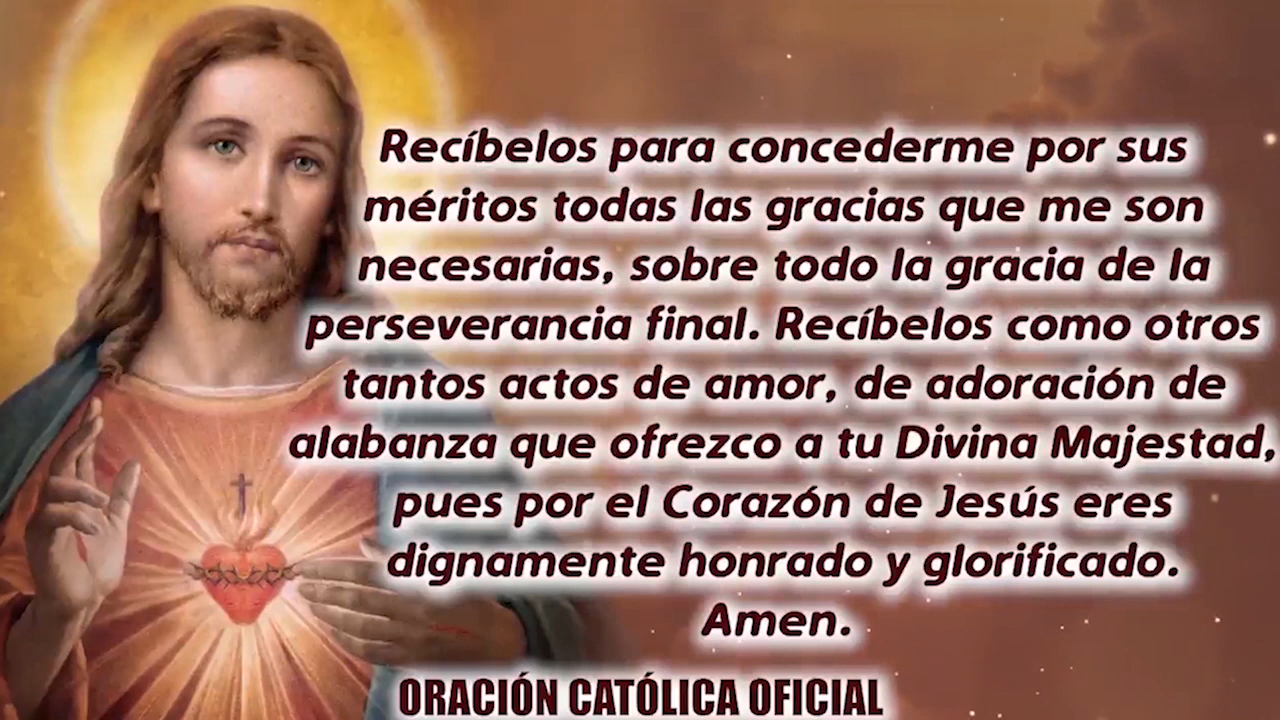 Recíbelos para concederme por sus
méritos todas las gracias que me son
necesarias, sobre todo la gracia de la
perseverancia final. Recíbelos como otros
tantos actos de amor, de adoración de
alabanza que ofrezco a tu Divina Majestad,
pues por el Corazón de Jesús eres
dignamente honrado y glorificado.
Amen.
ORACIÓN CATÓLICA OFICIAL